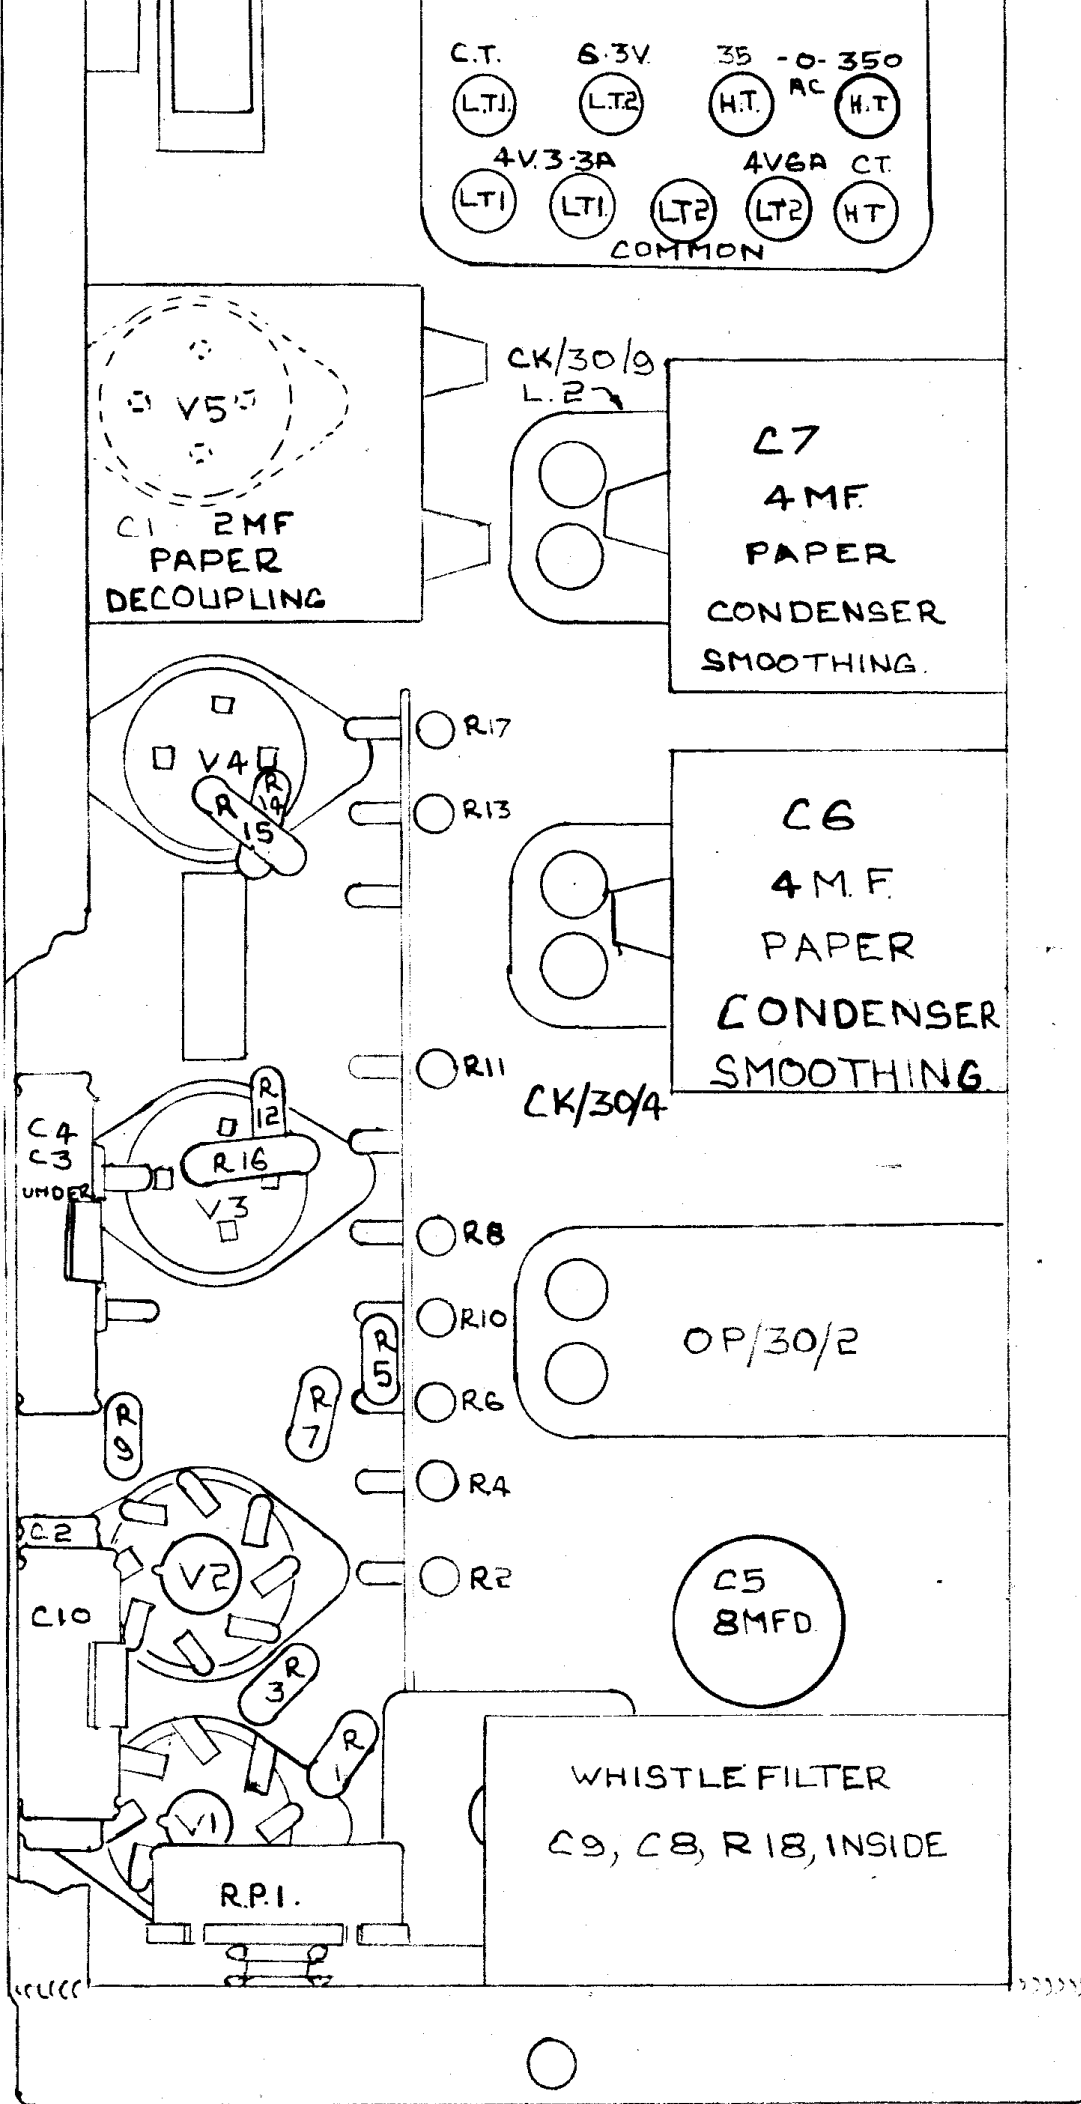 C.T. 6·3V. 35 -0- 350
AC
L.T1. L.T.2 H.T. H.T
4V.3·3A 4V6A CT.
LT1 LT1. LT2 LT2 HT
COMMON
CK/30/9
L.2
V5
C7
4 MF.
PAPER
CONDENSER
SMOOTHING.
C1 2MF
PAPER
DECOUPLING
R17
V4
R
14
R
15
R13
C6
4 M.F.
PAPER
CONDENSER
SMOOTHING.
R11
CK/30/4
R
12
R16
V3
C4
C3
UNDER
R8
R10
R
5
OP/30/2
R6
R
7
R
9
R4
C2
V2
R2
C10
C5
8MFD.
R
3
R
1
V1
WHISTLE FILTER
C9, C8, R18, INSIDE
R.P.1.